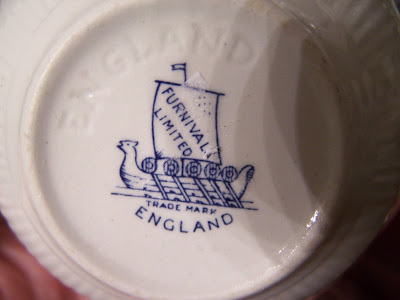 ENGLAND
FURNIVALS
LIMITED
TRADE MARK
ENGLAND